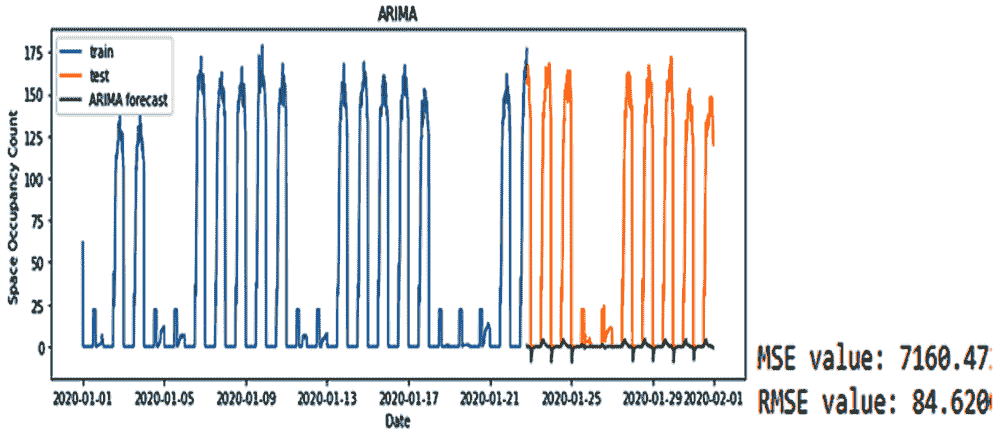 ARIMA
train
test
ARIMA forecast
Space Occupancy Count
175
150
125
100
75
50
25
0
2020-01-01 2020-01-05 2020-01-09 2020-01-13 2020-01-17 2020-01-21 2020-01-25 2020-01-29 2020-02-01
Date
MSE value: 7160.47
RMSE value: 84.620